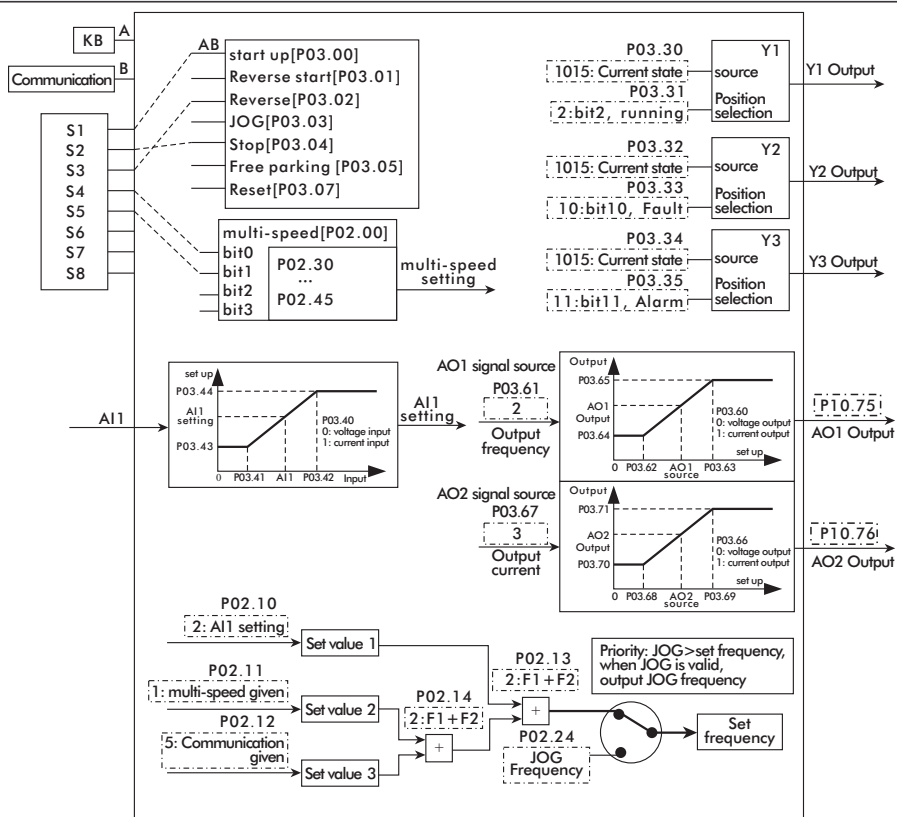 KB
A
Communication
B
S1
S2
S3
S4
S5
S6
S7
S8
AB
start up[P03.00]
Reverse start[P03.01]
Reverse[P03.02]
JOG[P03.03]
Stop[P03.04]
Free parking [P03.05]
Reset[P03.07]
multi-speed[P02.00]
bit0
bit1
bit2
bit3
P02.30
...
P02.45
multi-speed
setting
P03.30
1015: Current state
P03.31
2:bit2, running
Y1
source
Position
selection
Y1 Output
P03.32
1015: Current state
P03.33
10:bit10, Fault
Y2
source
Position
selection
Y2 Output
P03.34
1015: Current state
P03.35
11:bit11, Alarm
Y3
source
Position
selection
Y3 Output
AI1
set up
P03.44
AI1
setting
P03.43
P03.40
0: voltage input
1: current input
0 P03.41 AI1 P03.42 Input
AI1
setting
AO1 signal source
P03.61
2
Output
frequency
Output
P03.65
AO1
Output
P03.64
P03.60
0: voltage output
1: current output
set up
0 P03.62 AO1 P03.63
source
P10.75
AO1 Output
AO2 signal source
P03.67
3
Output
current
Output
P03.71
AO2
Output
P03.70
P03.66
0: voltage output
1: current output
set up
0 P03.68 AO2 P03.69
source
P10.76
AO2 Output
P02.10
2: AI1 setting
Set value 1
P02.11
1: multi-speed given
Set value 2
P02.12
5: Communication
given
Set value 3
P02.14
2:F1+F2
+
P02.13
2:F1+F2
+
P02.24
JOG
Frequency
Priority: JOG>set frequency,
when JOG is valid,
output JOG frequency
Set
frequency